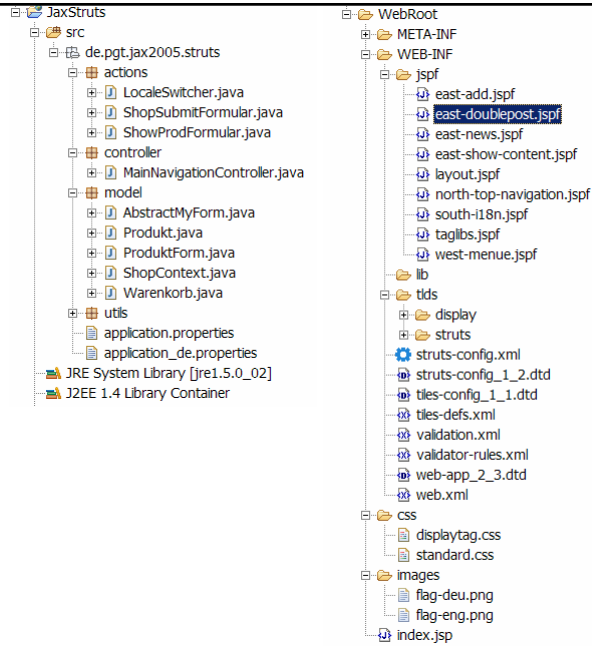 JaxStruts
src
de.pgt.jax2005.struts
actions
LocaleSwitcher.java
ShopSubmitFormular.java
ShowProdFormular.java
controller
MainNavigationController.java
model
AbstractMyForm.java
Produkt.java
ProduktForm.java
ShopContext.java
Warenkorb.java
utils
application.properties
application_de.properties
JRE System Library [jre1.5.0_02]
J2EE 1.4 Library Container
WebRoot
META-INF
WEB-INF
jspf
east-add.jspf
east-doublepost.jspf
east-news.jspf
east-show-content.jspf
layout.jspf
north-top-navigation.jspf
south-i18n.jspf
taglibs.jspf
west-menue.jspf
lib
tlds
display
struts
struts-config.xml
struts-config_1_2.dtd
tiles-config_1_1.dtd
tiles-defs.xml
validation.xml
validator-rules.xml
web-app_2_3.dtd
web.xml
css
displaytag.css
standard.css
images
flag-deu.png
flag-eng.png
index.jsp